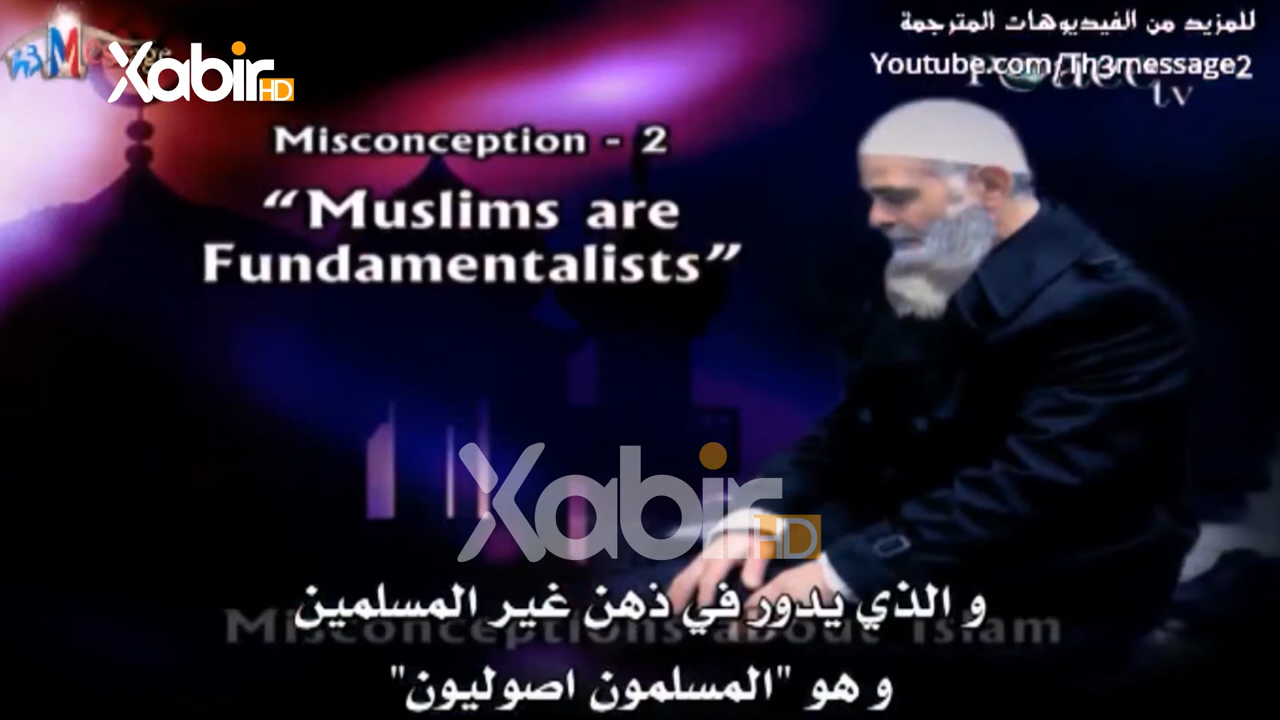 للمزيد من الفيديوهات المترجمة
Youtube.com/Th3message2
Xabir HD
tv
Misconception - 2
“Muslims are
Fundamentalists”
Xabir HD
و الذي يدور في ذهن غير المسلمين
Misconceptions about Islam
و هو "المسلمون اصوليون"